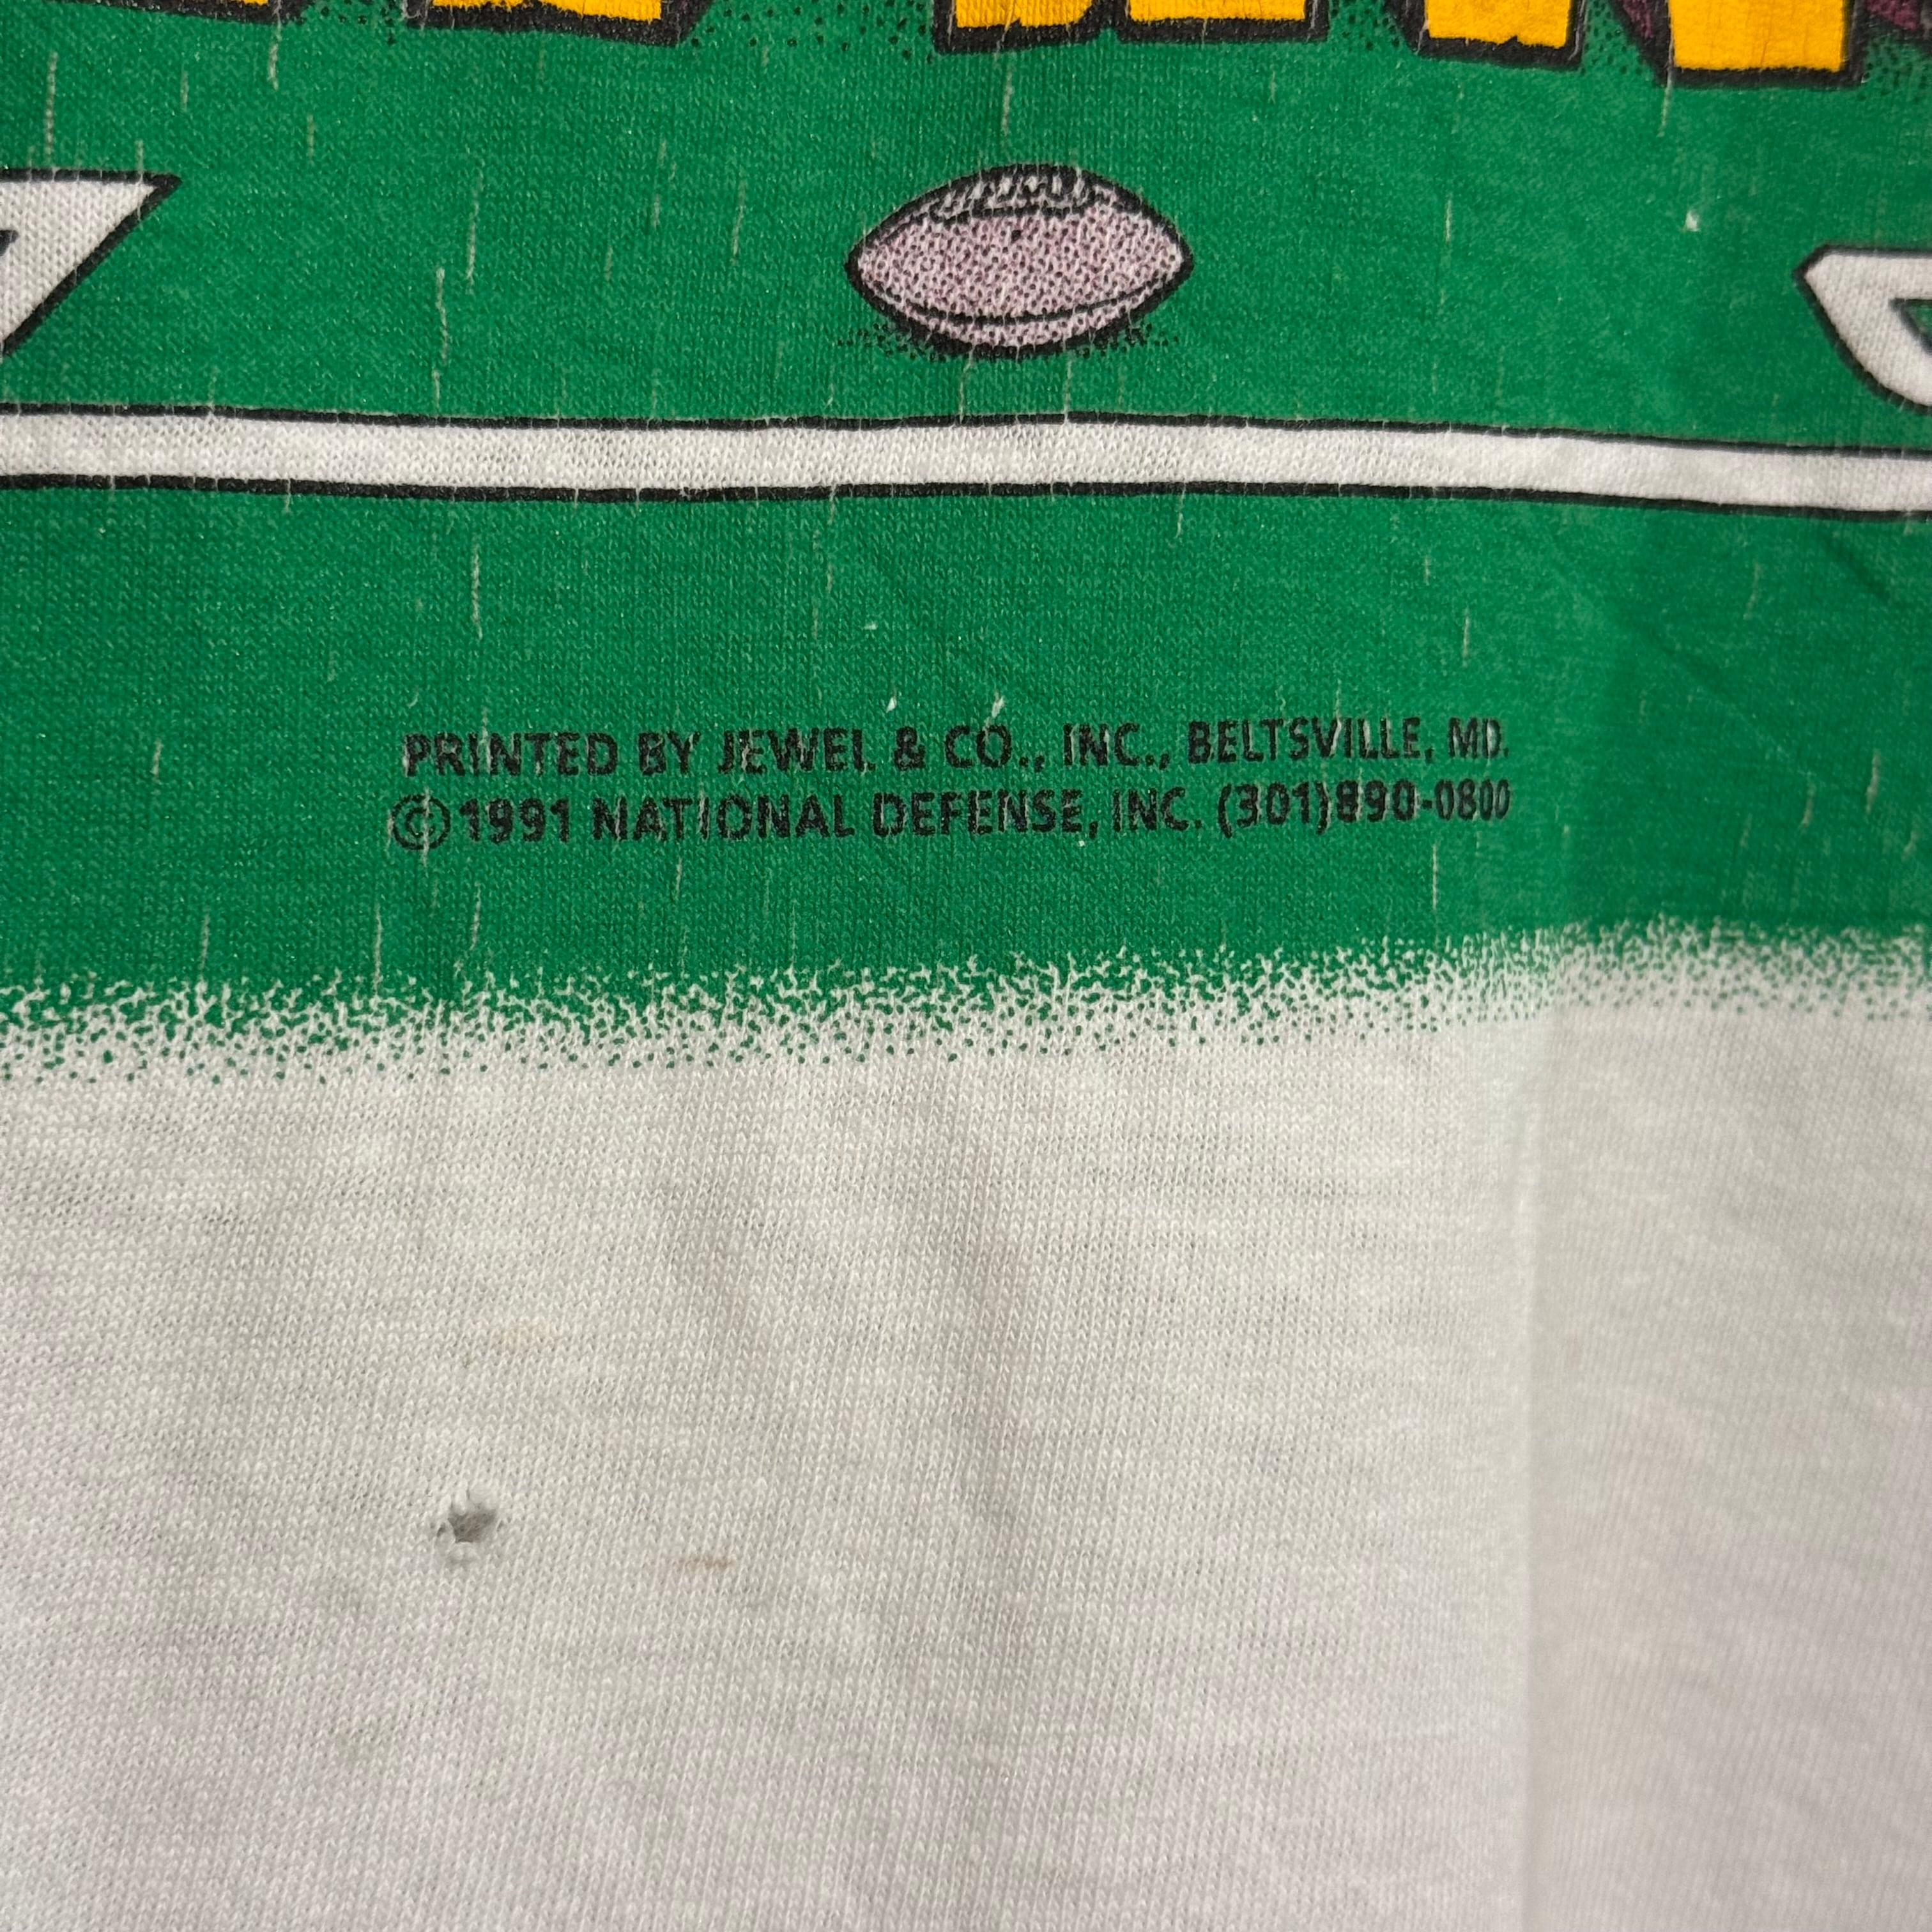 PRINTED BY JEWEL & CO., INC., BELTSVILLE, MD.
©1991 NATIONAL DEFENSE, INC. (301)890-0800